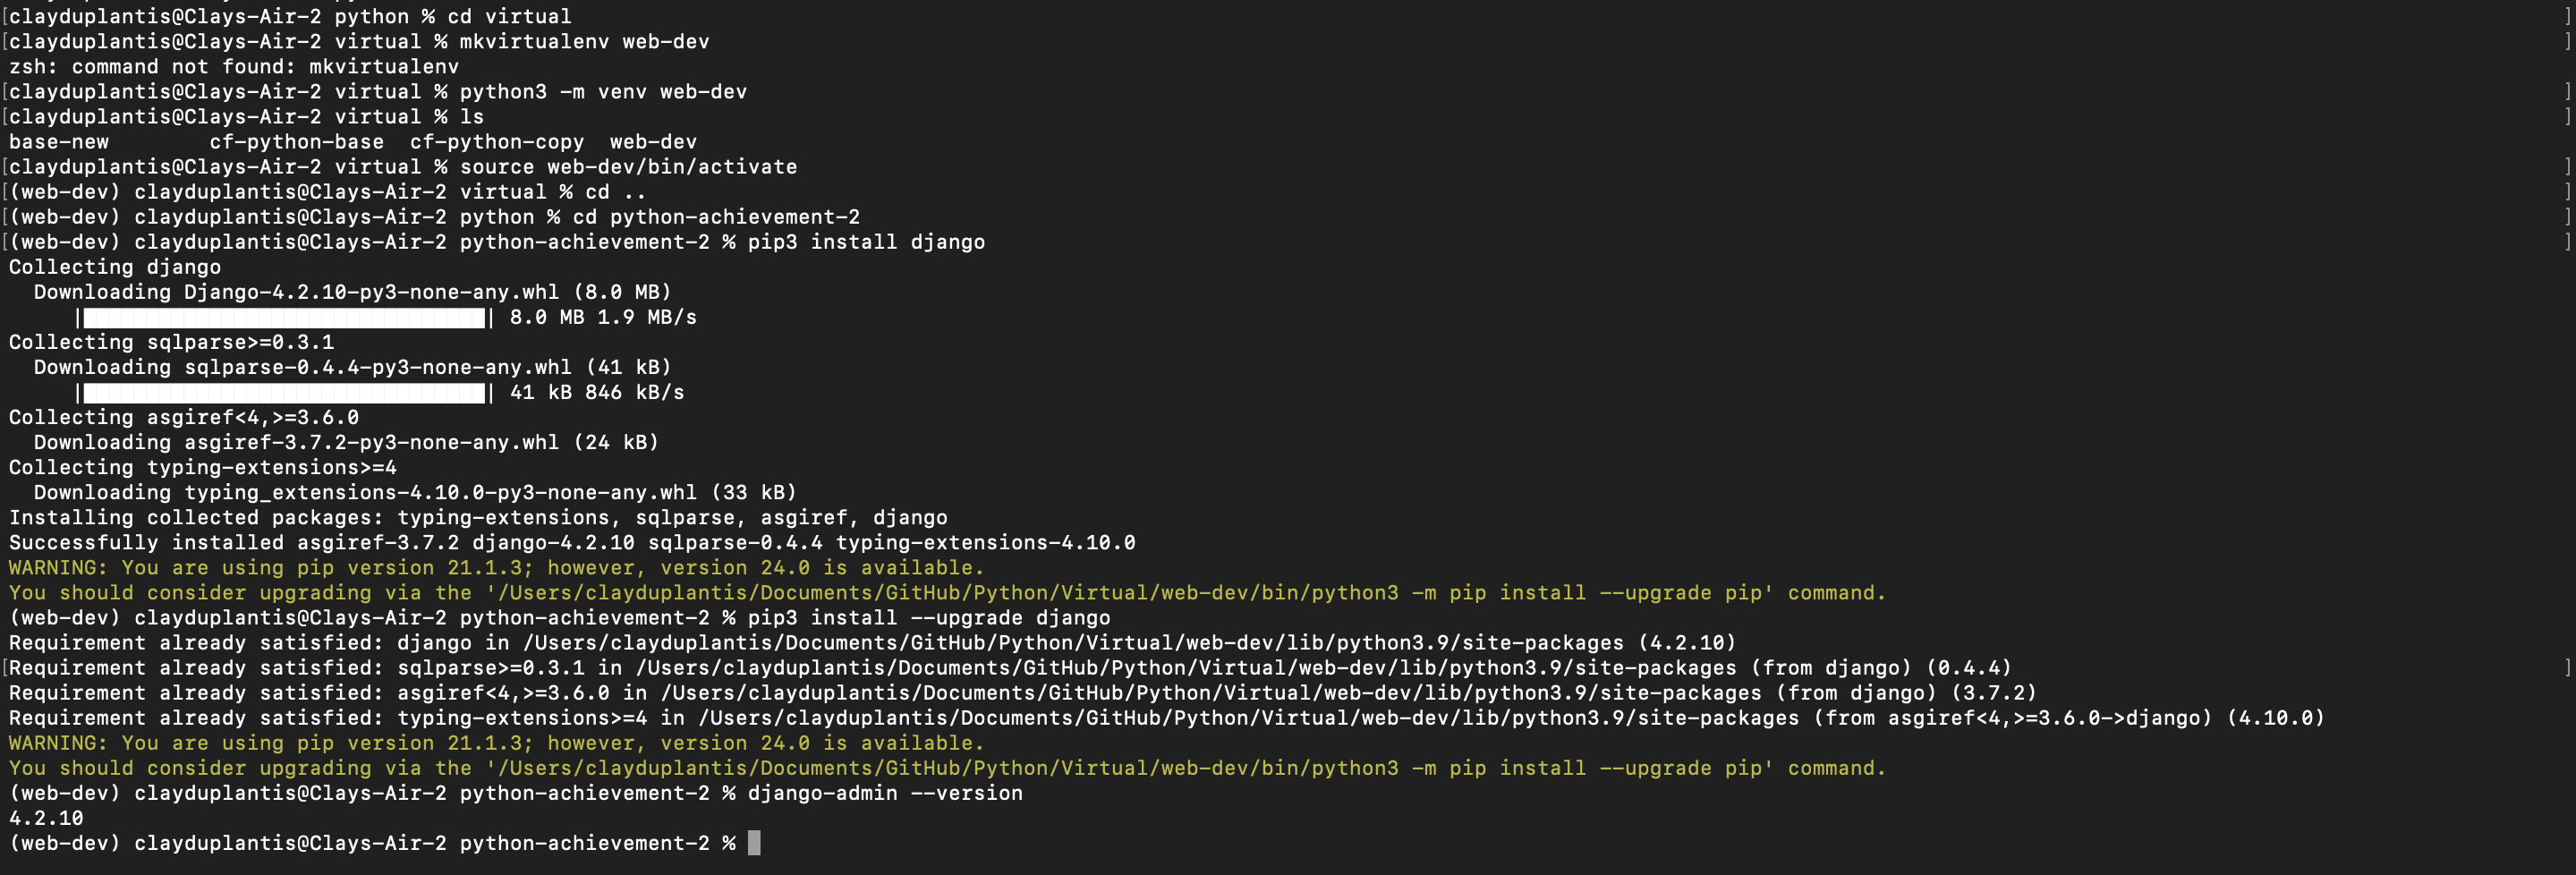 [clayduplantis@Clays-Air-2 python % cd virtual ]
[clayduplantis@Clays-Air-2 virtual % mkvirtualenv web-dev ]
zsh: command not found: mkvirtualenv
[clayduplantis@Clays-Air-2 virtual % python3 -m venv web-dev ]
[clayduplantis@Clays-Air-2 virtual % ls ]
base-new        cf-python-base  cf-python-copy  web-dev
[clayduplantis@Clays-Air-2 virtual % source web-dev/bin/activate ]
[(web-dev) clayduplantis@Clays-Air-2 virtual % cd .. ]
[(web-dev) clayduplantis@Clays-Air-2 python % cd python-achievement-2 ]
[(web-dev) clayduplantis@Clays-Air-2 python-achievement-2 % pip3 install django ]
Collecting django
  Downloading Django-4.2.10-py3-none-any.whl (8.0 MB)
     |████████████████████████████████| 8.0 MB 1.9 MB/s
Collecting sqlparse>=0.3.1
  Downloading sqlparse-0.4.4-py3-none-any.whl (41 kB)
     |████████████████████████████████| 41 kB 846 kB/s
Collecting asgiref<4,>=3.6.0
  Downloading asgiref-3.7.2-py3-none-any.whl (24 kB)
Collecting typing-extensions>=4
  Downloading typing_extensions-4.10.0-py3-none-any.whl (33 kB)
Installing collected packages: typing-extensions, sqlparse, asgiref, django
Successfully installed asgiref-3.7.2 django-4.2.10 sqlparse-0.4.4 typing-extensions-4.10.0
WARNING: You are using pip version 21.1.3; however, version 24.0 is available.
You should consider upgrading via the '/Users/clayduplantis/Documents/GitHub/Python/Virtual/web-dev/bin/python3 -m pip install --upgrade pip' command.
(web-dev) clayduplantis@Clays-Air-2 python-achievement-2 % pip3 install --upgrade django
Requirement already satisfied: django in /Users/clayduplantis/Documents/GitHub/Python/Virtual/web-dev/lib/python3.9/site-packages (4.2.10)
[Requirement already satisfied: sqlparse>=0.3.1 in /Users/clayduplantis/Documents/GitHub/Python/Virtual/web-dev/lib/python3.9/site-packages (from django) (0.4.4) ]
Requirement already satisfied: asgiref<4,>=3.6.0 in /Users/clayduplantis/Documents/GitHub/Python/Virtual/web-dev/lib/python3.9/site-packages (from django) (3.7.2)
Requirement already satisfied: typing-extensions>=4 in /Users/clayduplantis/Documents/GitHub/Python/Virtual/web-dev/lib/python3.9/site-packages (from asgiref<4,>=3.6.0->django) (4.10.0)
WARNING: You are using pip version 21.1.3; however, version 24.0 is available.
You should consider upgrading via the '/Users/clayduplantis/Documents/GitHub/Python/Virtual/web-dev/bin/python3 -m pip install --upgrade pip' command.
(web-dev) clayduplantis@Clays-Air-2 python-achievement-2 % django-admin --version
4.2.10
(web-dev) clayduplantis@Clays-Air-2 python-achievement-2 %